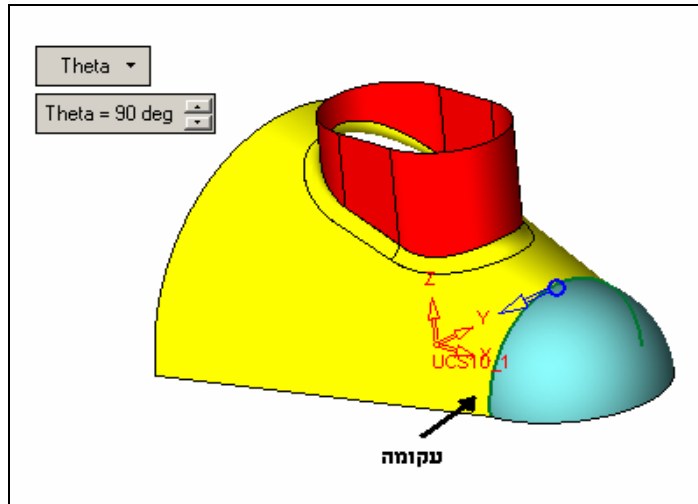 Theta
Theta = 90 deg
Z
Y
X
UCS10_1
עקומה